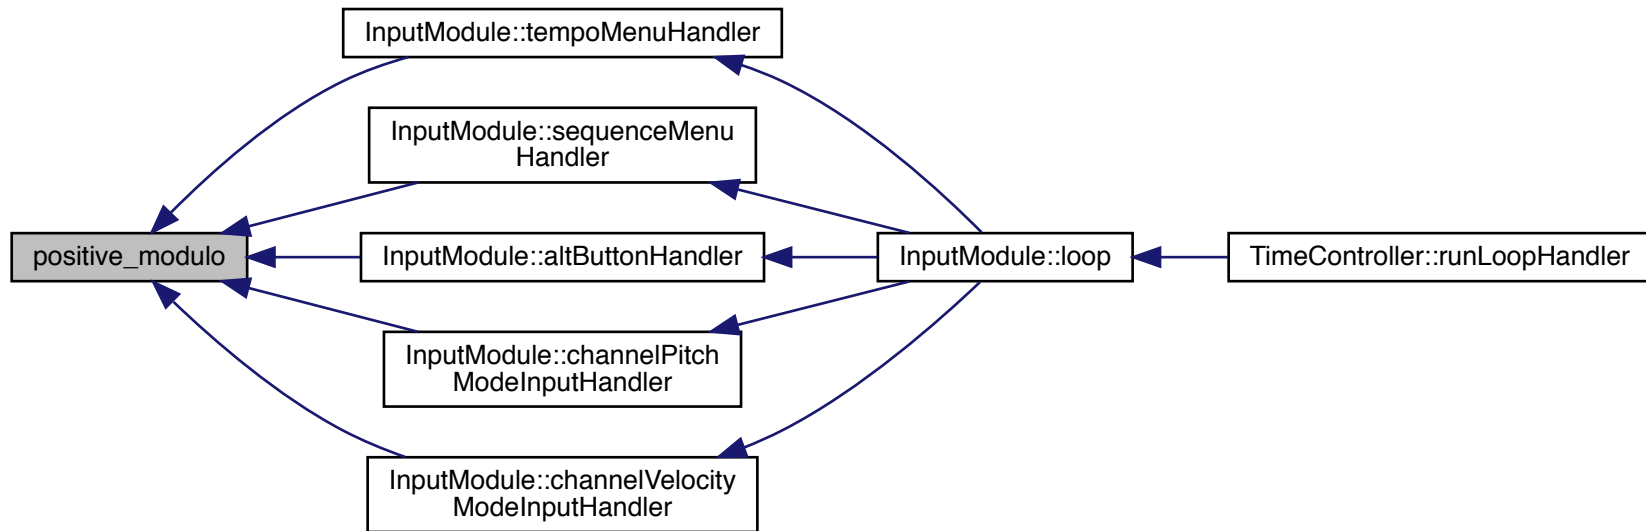 InputModule::tempoMenuHandler
InputModule::sequenceMenu
Handler
positive_modulo
InputModule::altButtonHandler
InputModule::loop
TimeController::runLoopHandler
InputModule::channelPitch
ModeInputHandler
InputModule::channelVelocity
ModeInputHandler